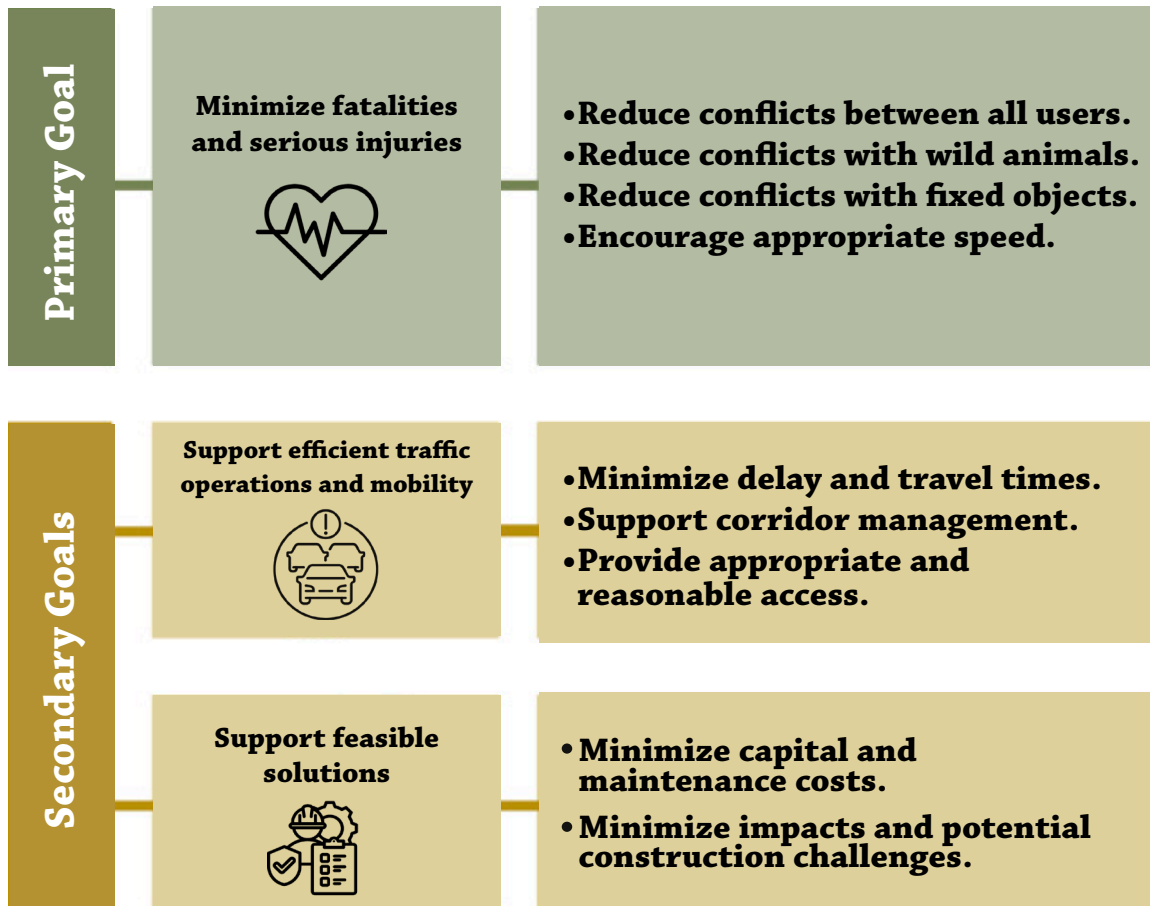 Primary Goal
Minimize fatalities
and serious injuries
•Reduce conflicts between all users.
•Reduce conflicts with wild animals.
•Reduce conflicts with fixed objects.
•Encourage appropriate speed.
Secondary Goals
Support efficient traffic
operations and mobility
•Minimize delay and travel times.
•Support corridor management.
•Provide appropriate and
reasonable access.
Support feasible
solutions
• Minimize capital and
maintenance costs.
• Minimize impacts and potential
construction challenges.